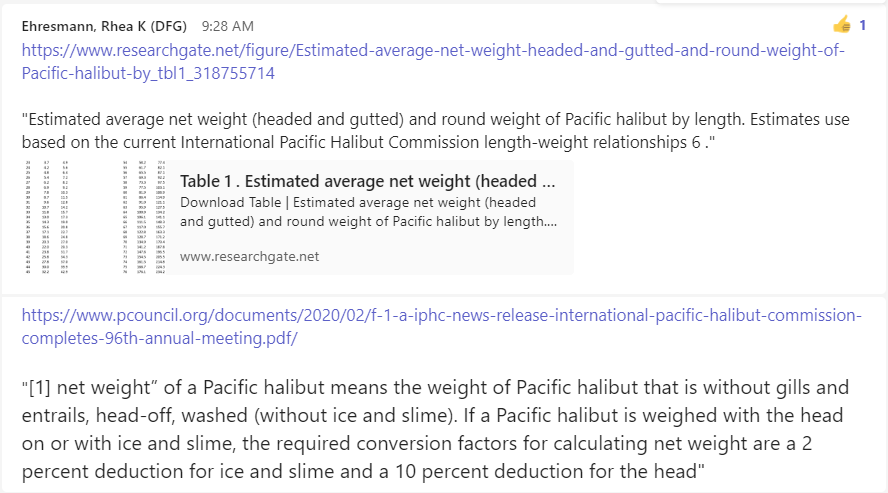 Ehresmann, Rhea K (DFG) 9:28 AM
1
https://www.researchgate.net/figure/Estimated-average-net-weight-headed-and-gutted-and-round-weight-of-
Pacific-halibut-by_tbl1_318755714
"Estimated average net weight (headed and gutted) and round weight of Pacific halibut by length. Estimates use
based on the current International Pacific Halibut Commission length-weight relationships 6 ."
Table 1 . Estimated average net weight (headed ...
Download Table | Estimated average net weight (headed
and gutted) and round weight of Pacific halibut by length....
www.researchgate.net
https://www.pcouncil.org/documents/2020/02/f-1-a-iphc-news-release-international-pacific-halibut-commission-
completes-96th-annual-meeting.pdf/
"[1] net weight” of a Pacific halibut means the weight of Pacific halibut that is without gills and
entrails, head-off, washed (without ice and slime). If a Pacific halibut is weighed with the head
on or with ice and slime, the required conversion factors for calculating net weight are a 2
percent deduction for ice and slime and a 10 percent deduction for the head"